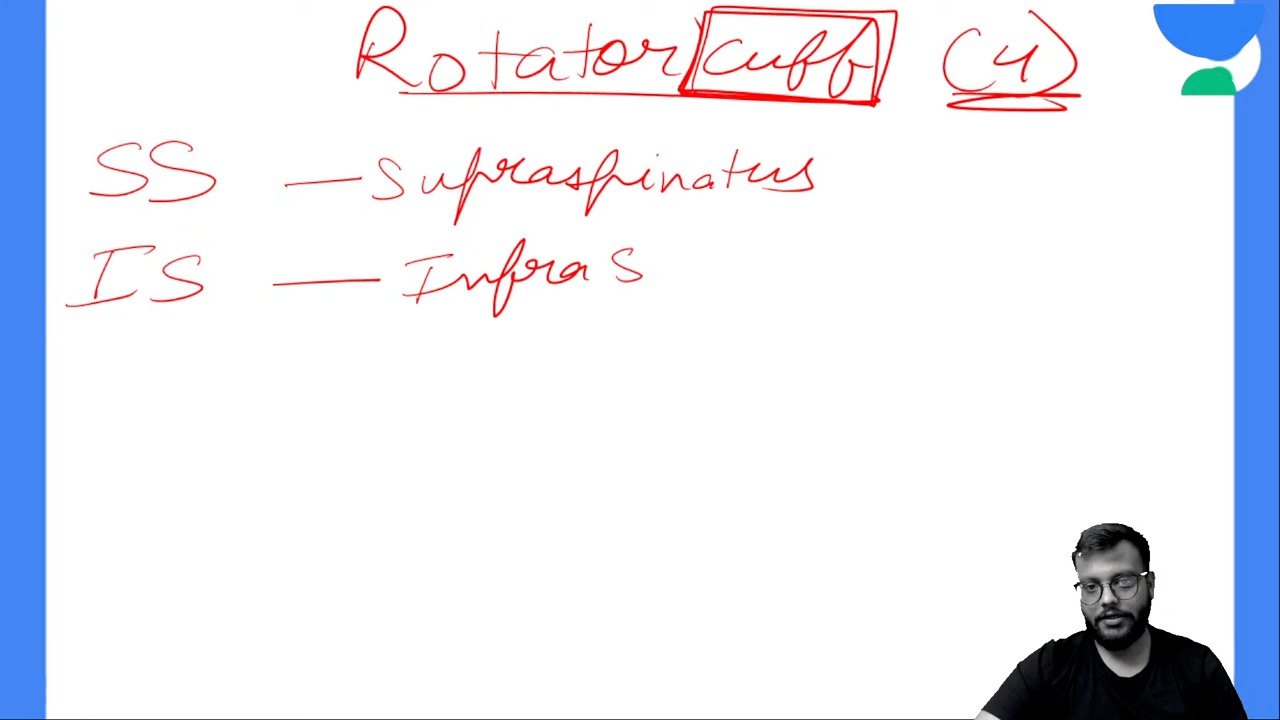 Rotator cuff (4)
SS — Supraspinatus
IS — Infra S